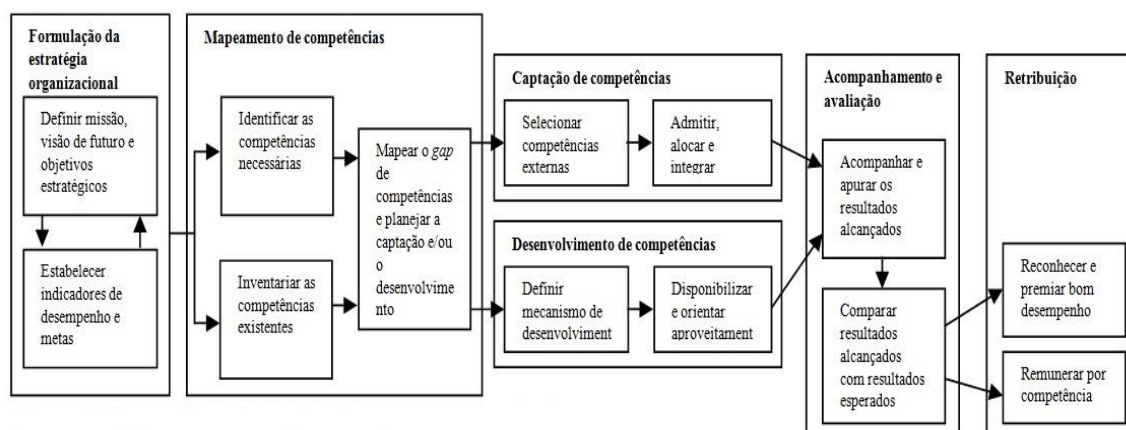 Formulação da
estratégia
organizacional
Definir missão,
visão de futuro e
objetivos
estratégicos
Estabelecer
indicadores de
desempenho e
metas
Mapeamento de competências
Identificar as
competências
necessárias
Inventariar as
competências
existentes
Mapear o gap
de
competências
e planejar a
captação e/ou
o
desenvolvime
nto
Captação de competências
Selecionar
competências
externas
Admitir,
alocar e
integrar
Desenvolvimento de competências
Definir
mecanismo de
desenvolviment
Disponibilizar
e orientar
aproveitament
Acompanhamento e
avaliação
Acompanhar e
apurar os
resultados
alcançados
Comparar
resultados
alcançados
com resultados
esperados
Retribuição
Reconhecer e
premiar bom
desempenho
Remunerar por
competência